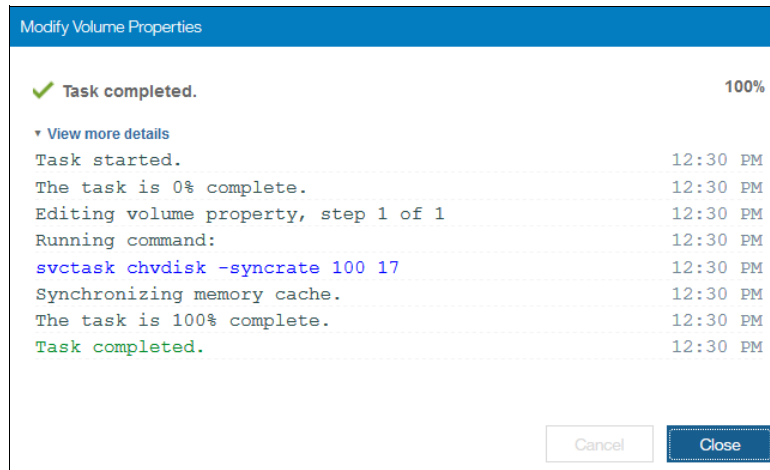 Modify Volume Properties
Task completed. 100%
View more details
Task started. 12:30 PM
The task is 0% complete. 12:30 PM
Editing volume property, step 1 of 1 12:30 PM
Running command: 12:30 PM
svctask chvdisk -syncrate 100 17 12:30 PM
Synchronizing memory cache. 12:30 PM
The task is 100% complete. 12:30 PM
Task completed. 12:30 PM
Cancel Close